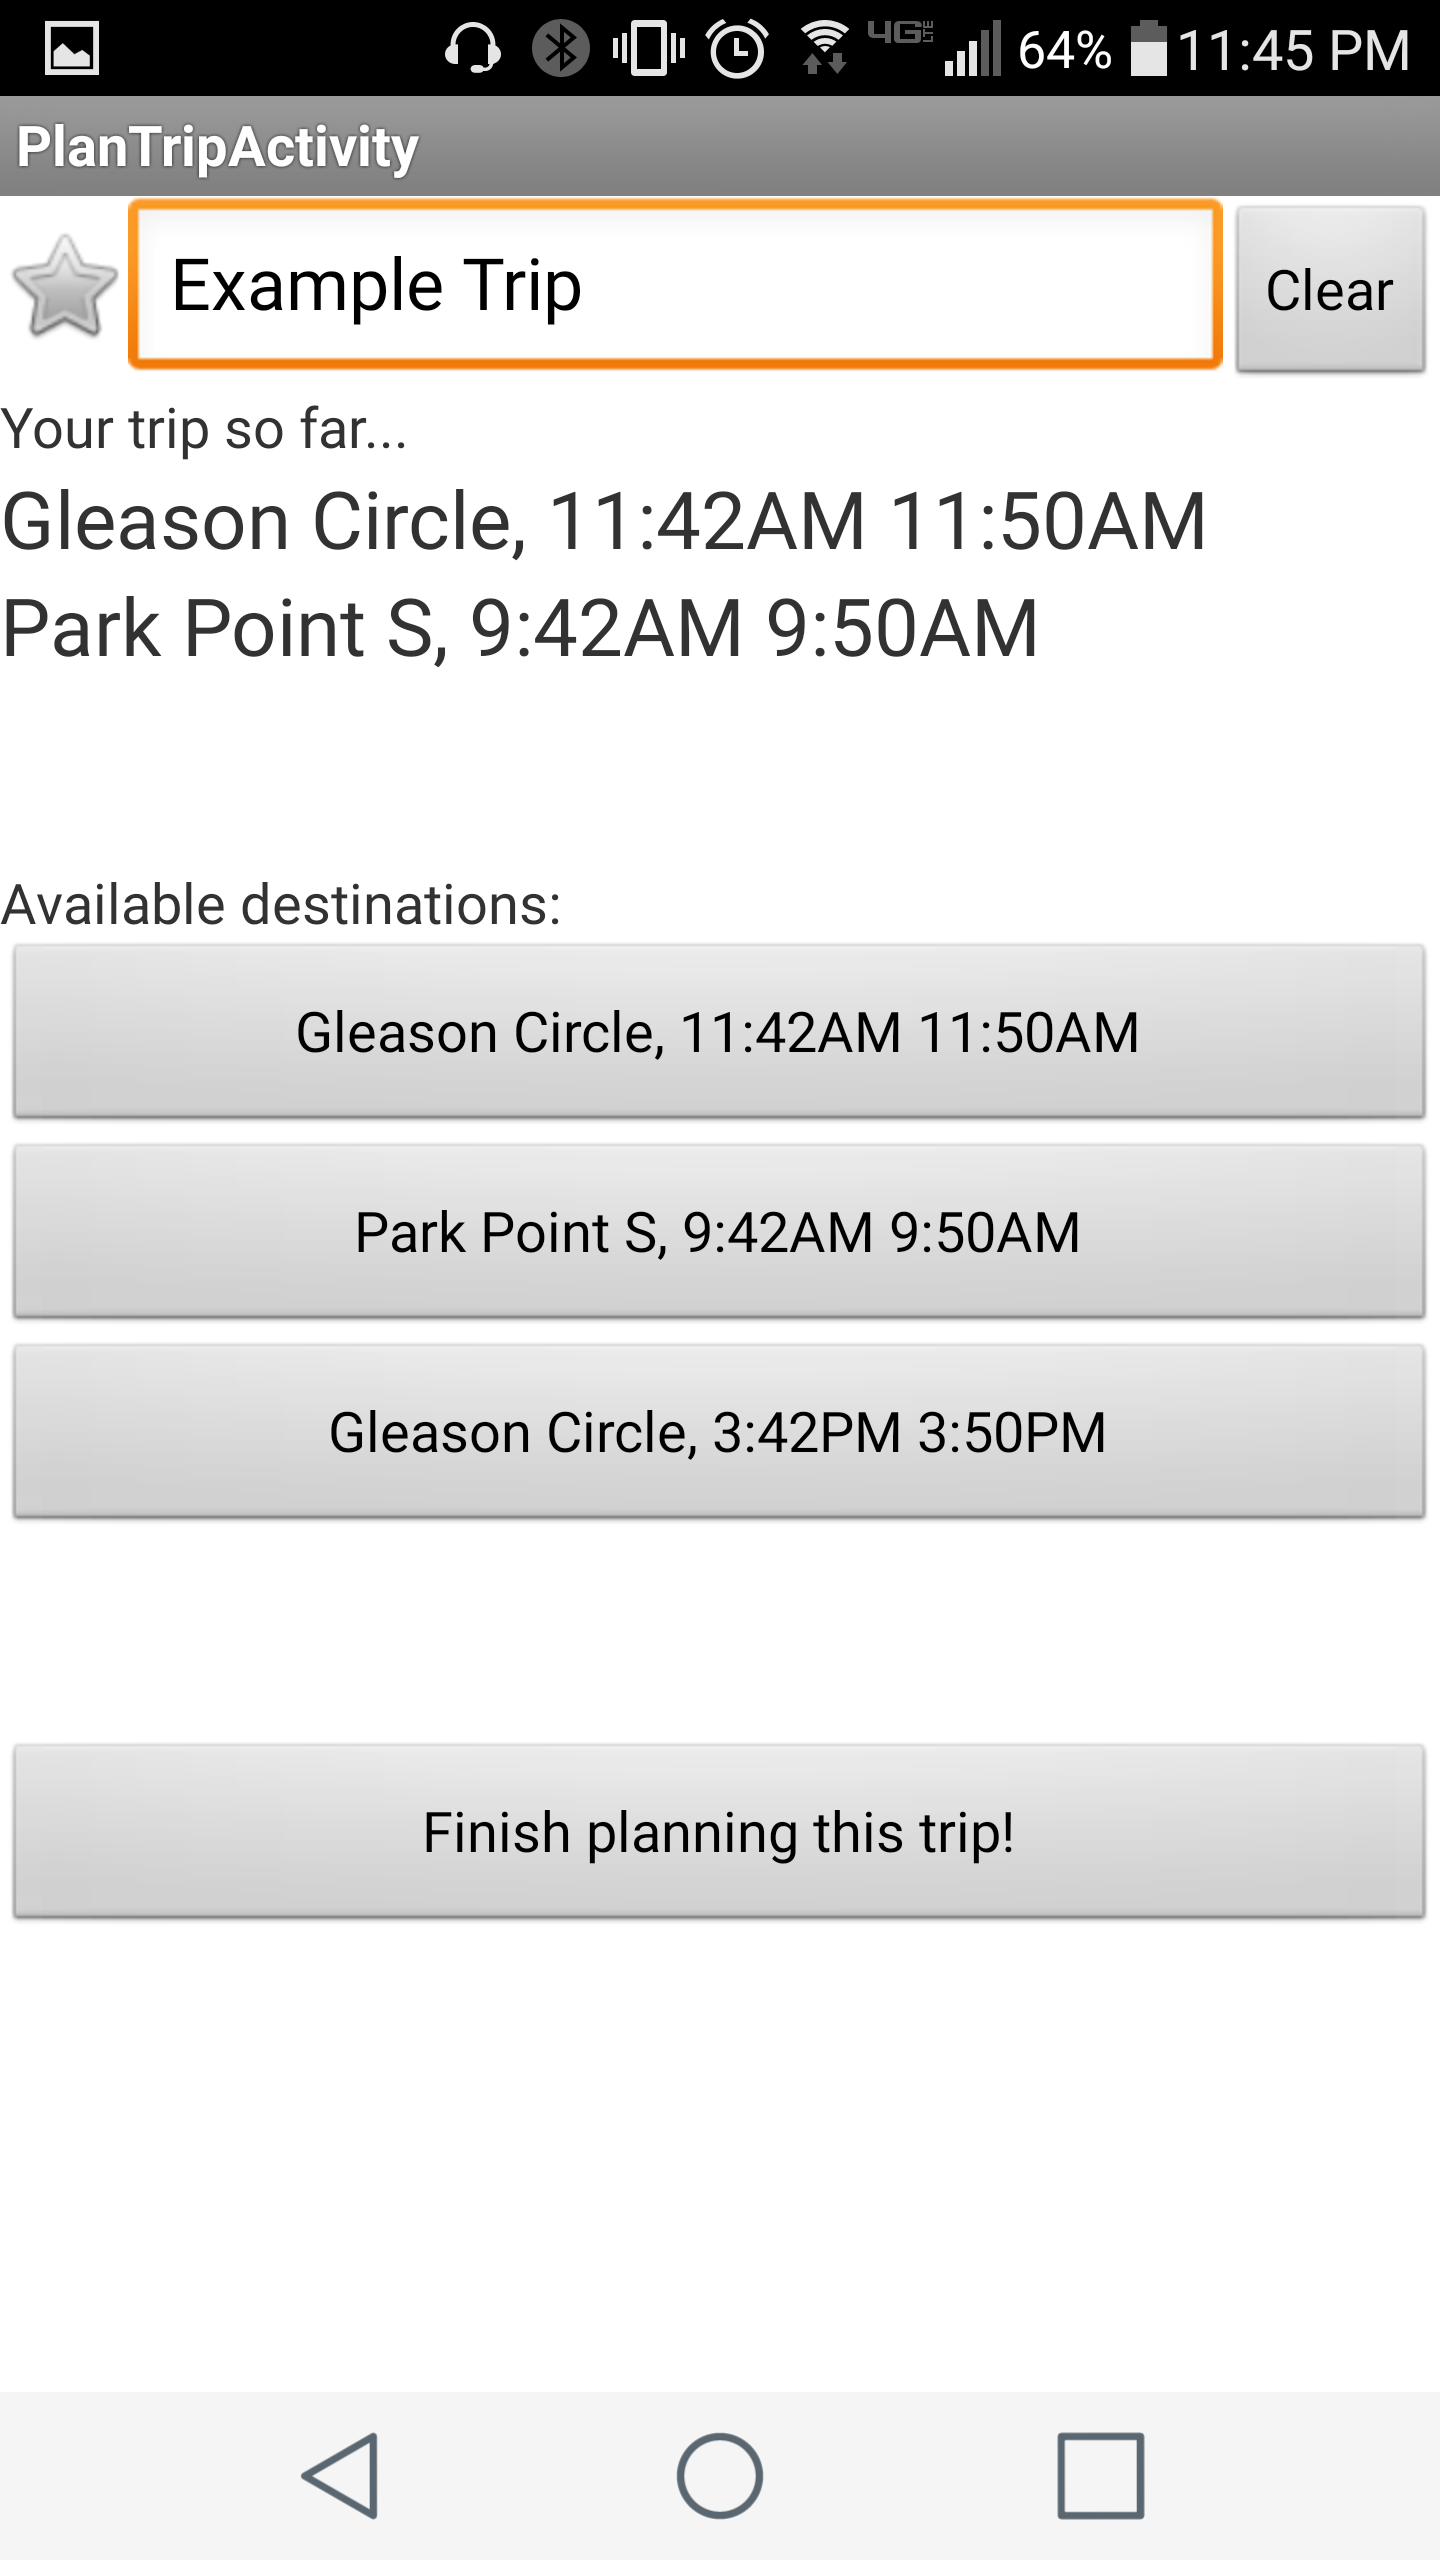 4G LTE 64% 11:45 PM
PlanTripActivity
Example Trip
Clear
Your trip so far...
Gleason Circle, 11:42AM 11:50AM
Park Point S, 9:42AM 9:50AM
Available destinations:
Gleason Circle, 11:42AM 11:50AM
Park Point S, 9:42AM 9:50AM
Gleason Circle, 3:42PM 3:50PM
Finish planning this trip!